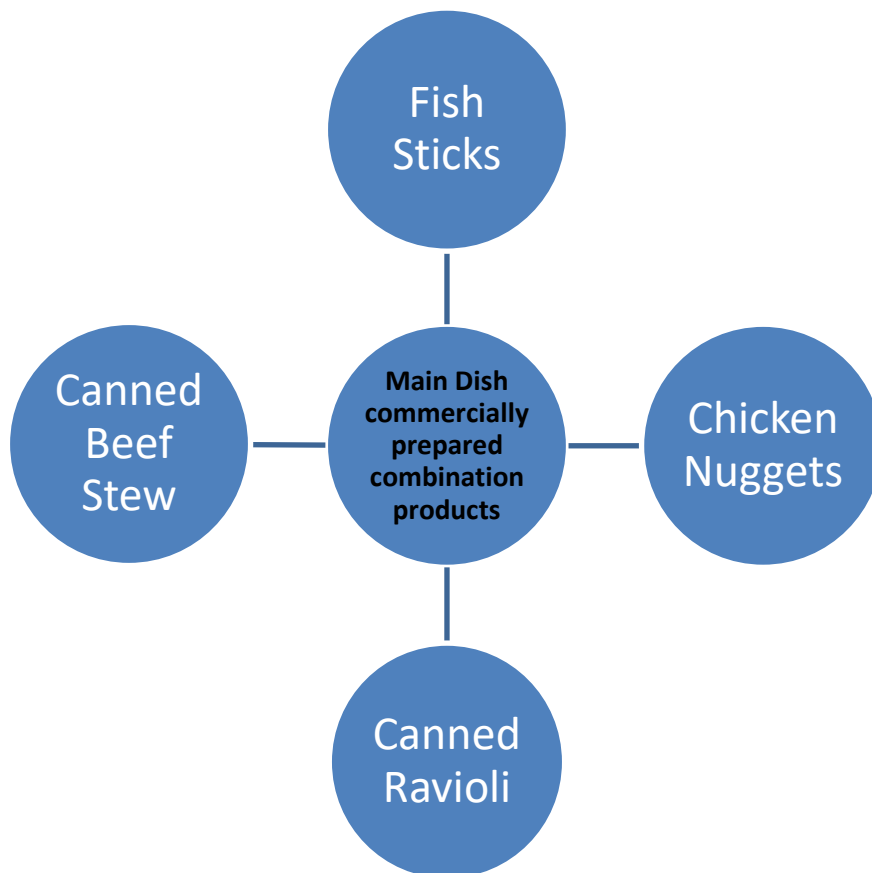 Fish
Sticks
Canned
Beef
Stew
Main Dish
commercially
prepared
combination
products
Chicken
Nuggets
Canned
Ravioli